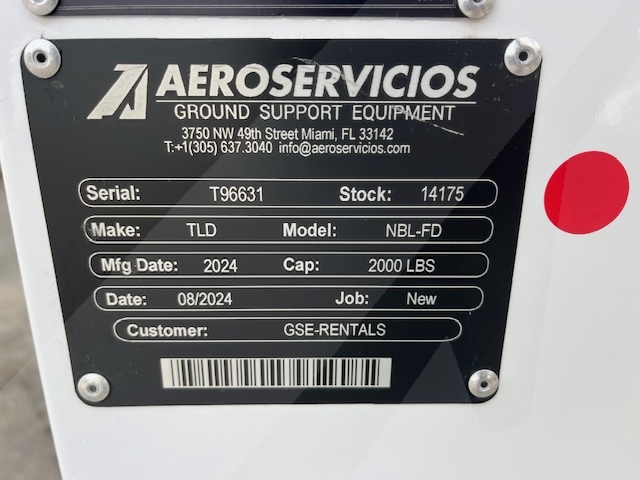 AEROSERVICIOS
GROUND SUPPORT EQUIPMENT
3750 NW 49th Street Miami, FL 33142
T:+1(305) 637.3040 info@aeroservicios.com
Serial: T96631 Stock: 14175
Make: TLD Model: NBL-FD
Mfg Date: 2024 Cap: 2000 LBS
Date: 08/2024 Job: New
Customer: GSE-RENTALS